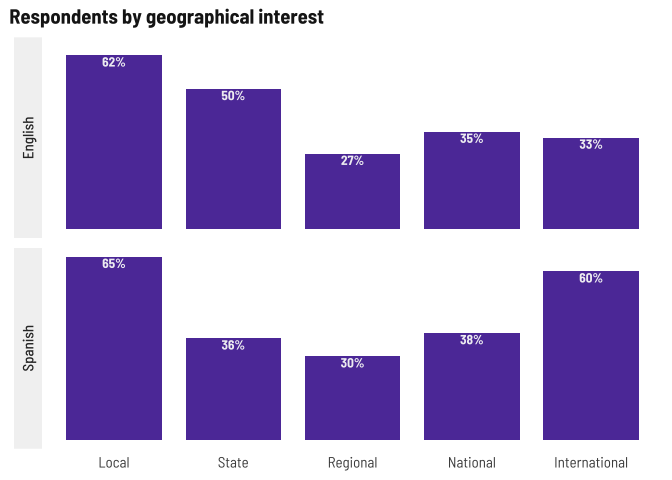 Respondents by geographical interest
English
62%
50%
27%
35%
33%
Spanish
65%
36%
30%
38%
60%
Local
State
Regional
National
International